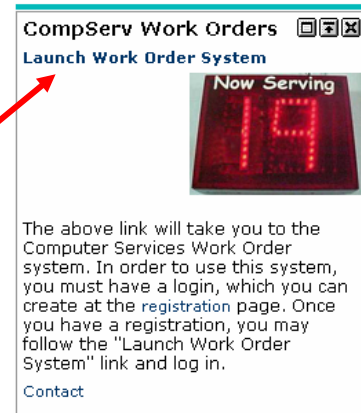 CompServ Work Orders
Launch Work Order System
Now Serving
19
The above link will take you to the
Computer Services Work Order
system. In order to use this system,
you must have a login, which you can
create at the registration page. Once
you have a registration, you may
follow the "Launch Work Order
System" link and log in.
Contact